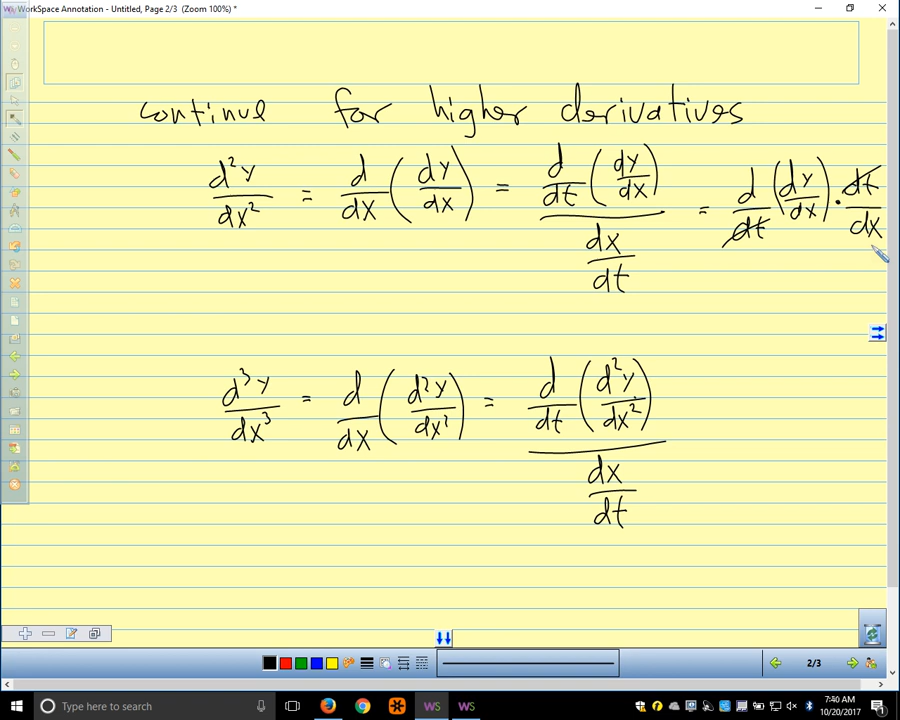 WorkSpace Annotation - Untitled, Page 2/3 (Zoom 100%) *
continue for higher derivatives
d²y/dx² = d/dx (dy/dx) = d/dt (dy/dx) / dx/dt = d/dt (dy/dx) · dt/dx
d³y/dx³ = d/dx (d²y/dx²) = d/dt (d²y/dx²) / dx/dt
2/3
Type here to search
WS WS
7:40 AM
10/20/2017